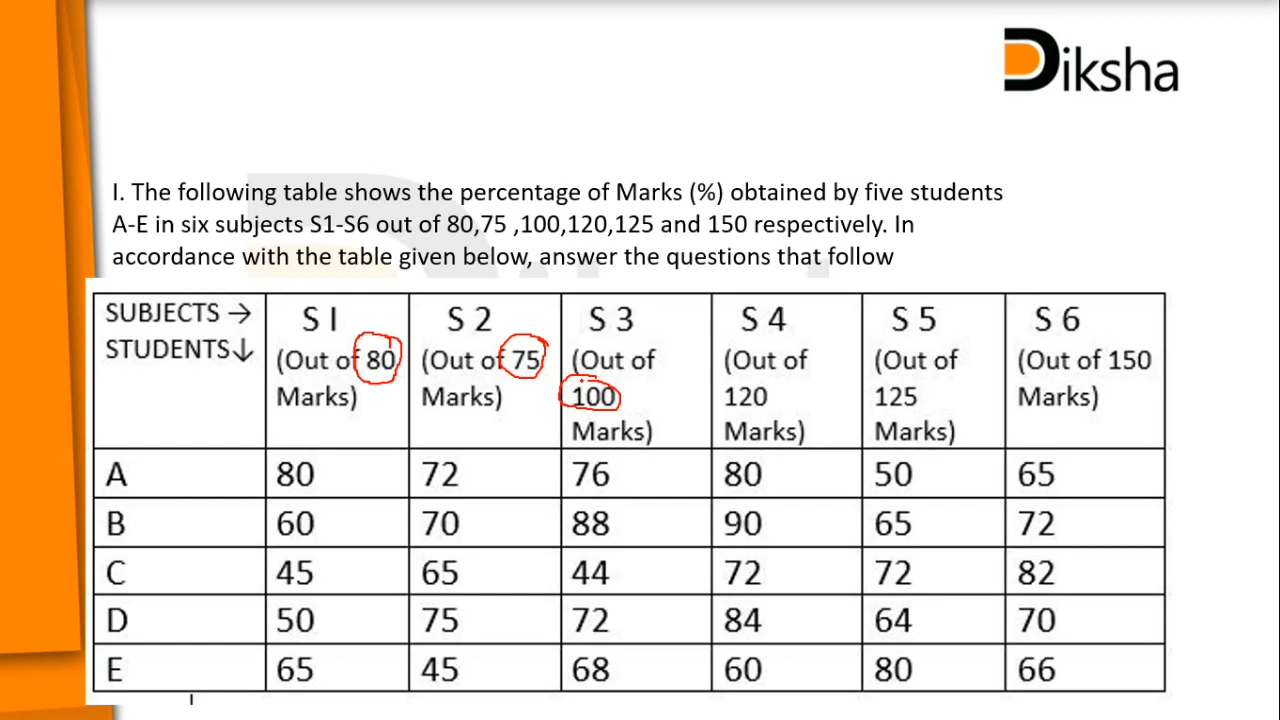 Diksha
I. The following table shows the percentage of Marks (%) obtained by five students
A-E in six subjects S1-S6 out of 80,75 ,100,120,125 and 150 respectively. In
accordance with the table given below, answer the questions that follow
SUBJECTS → STUDENTS↓ S I (Out of 80 Marks) S 2 (Out of 75 Marks) S 3 (Out of 100 Marks) S 4 (Out of 120 Marks) S 5 (Out of 125 Marks) S 6 (Out of 150 Marks)
A 80 72 76 80 50 65
B 60 70 88 90 65 72
C 45 65 44 72 72 82
D 50 75 72 84 64 70
E 65 45 68 60 80 66